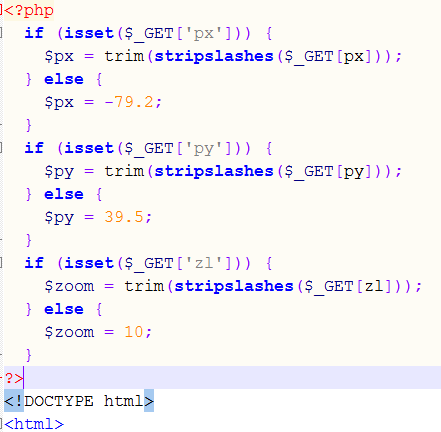 <?php
if (isset($_GET['px'])) {
$px = trim(stripslashes($_GET[px]));
} else {
$px = -79.2;
}
if (isset($_GET['py'])) {
$py = trim(stripslashes($_GET[py]));
} else {
$py = 39.5;
}
if (isset($_GET['zl'])) {
$zoom = trim(stripslashes($_GET[zl]));
} else {
$zoom = 10;
}
?>
<!DOCTYPE html>
<html>